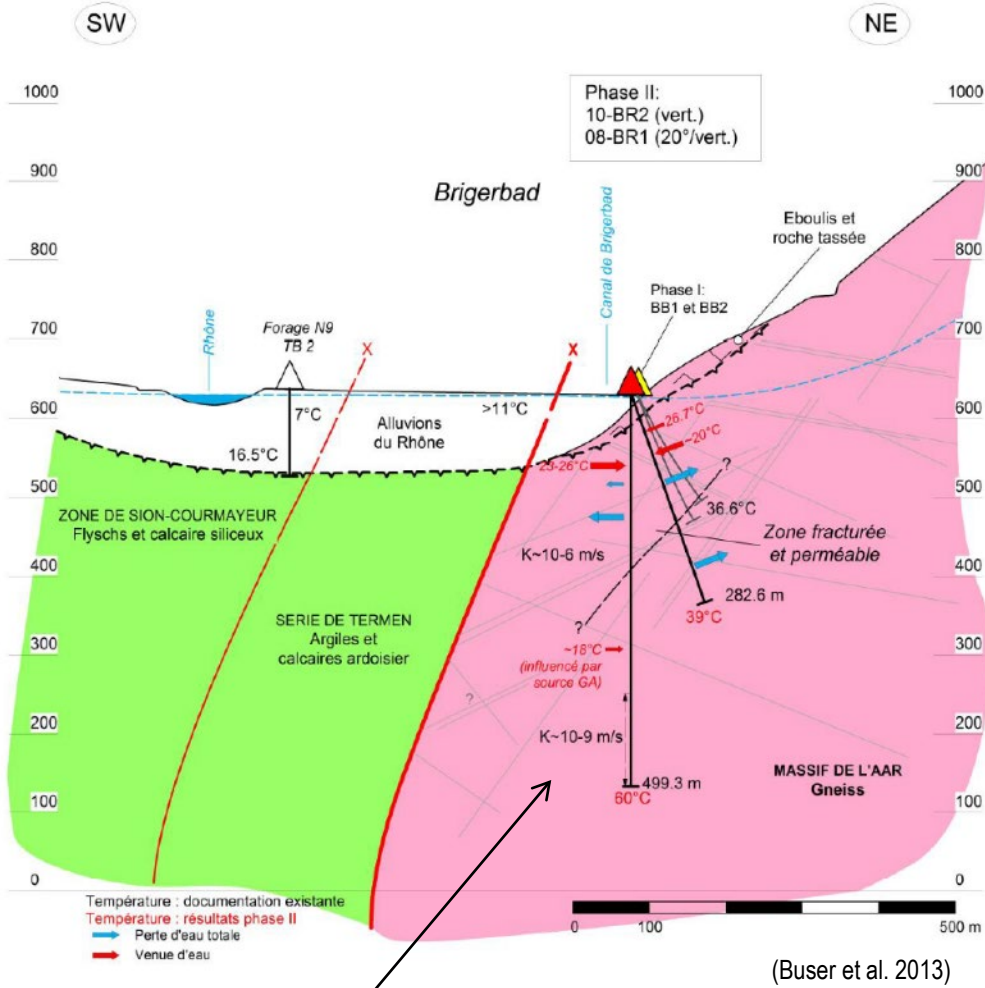 SW
NE
1000
1000
Phase II:
10-BR2 (vert.)
08-BR1 (20°/vert.)
900
900
Brigerbad
Canal de Brigerbad
Eboulis et
roche tassée
800
800
Phase I:
BB1 et BB2
Rhône
Forage N9
TB 2
X
X
700
700
7°C
>11°C
600
600
26.7°C
~20°C
Alluvions
du Rhône
16.5°C
23-26°C
?
500
500
36.6°C
ZONE DE SION-COURMAYEUR
Flyschs et calcaire siliceux
Zone fracturée
et perméable
K~10-6 m/s
400
400
282.6 m
39°C
SERIE DE TERMEN
Argiles et
calcaires ardoisier
?
300
300
~18°C
(influencé par
source GA)
?
200
200
K~10-9 m/s
MASSIF DE L'AAR
Gneiss
499.3 m
60°C
100
100
0
0
Température : documentation existante
Température : résultats phase II
Perte d'eau totale
Venue d'eau
0
100
500 m
(Buser et al. 2013)